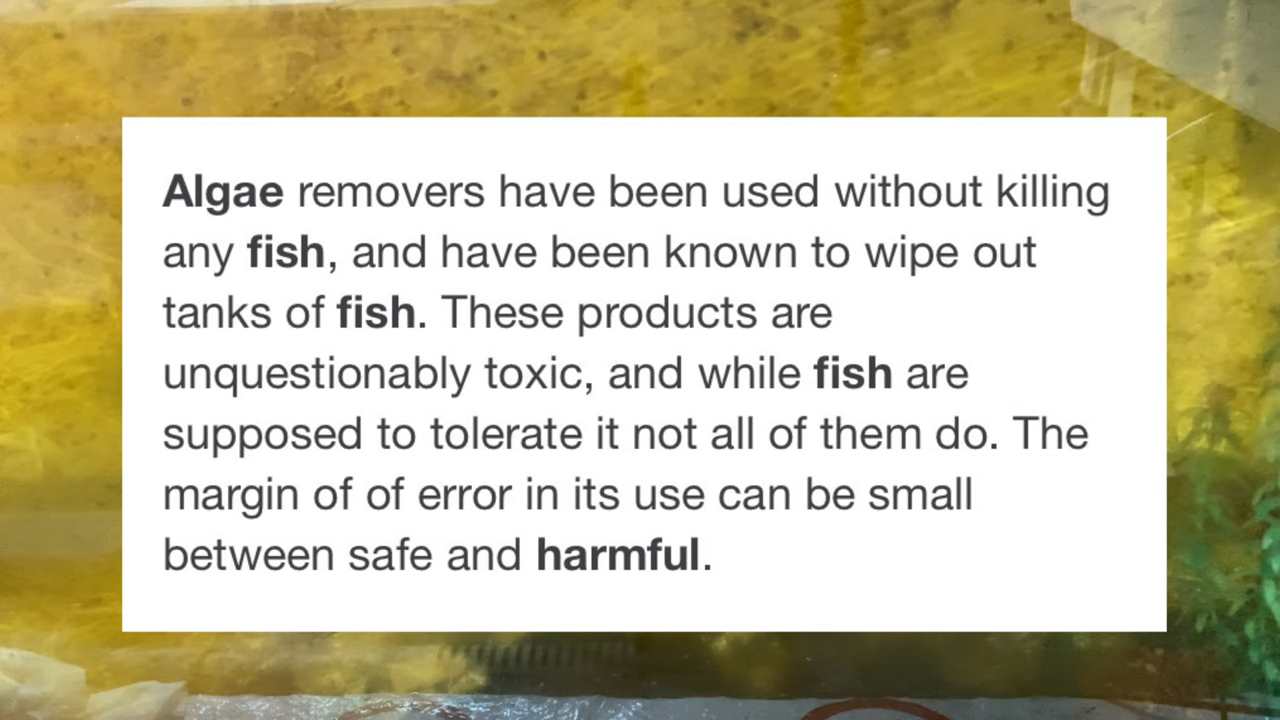 Algae removers have been used without killing
any fish, and have been known to wipe out
tanks of fish. These products are
unquestionably toxic, and while fish are
supposed to tolerate it not all of them do. The
margin of of error in its use can be small
between safe and harmful.